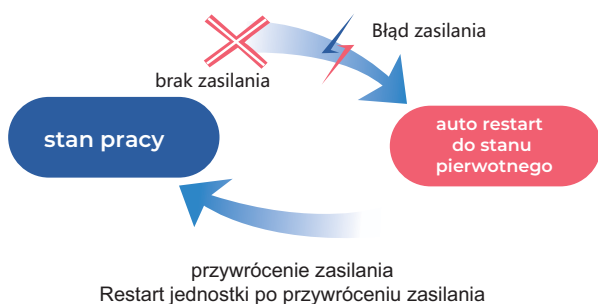 Błąd zasilania
brak zasilania
stan pracy
auto restart
do stanu
pierwotnego
przywrócenie zasilania
Restart jednostki po przywróceniu zasilania